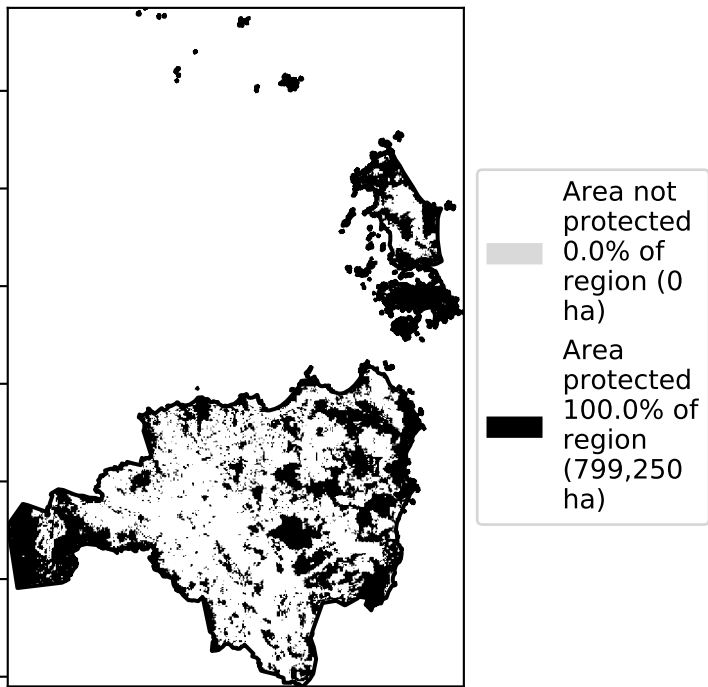 Area not
protected
0.0% of
region (0
ha)
Area
protected
100.0% of
region
(799,250
ha)